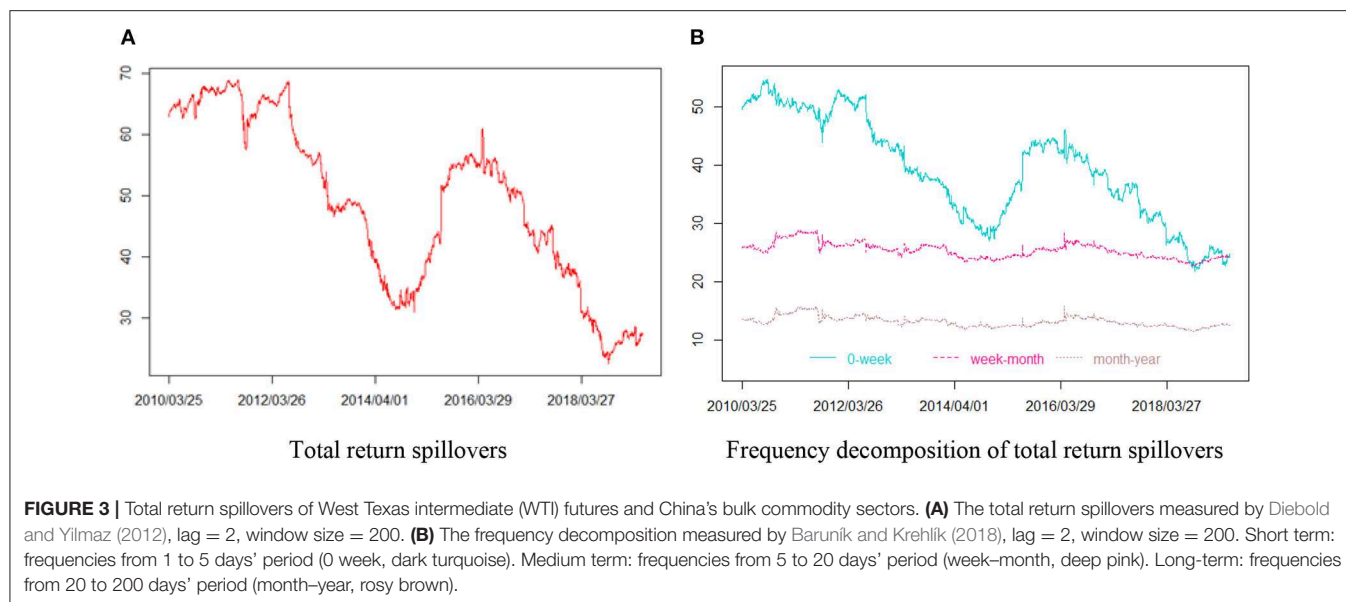 A
70
60
50
40
30
2010/03/25 2012/03/26 2014/04/01 2016/03/29 2018/03/27
Total return spillovers
B
50
40
30
20
10
0-week week-month month-year
2010/03/25 2012/03/26 2014/04/01 2016/03/29 2018/03/27
Frequency decomposition of total return spillovers
FIGURE 3 | Total return spillovers of West Texas intermediate (WTI) futures and China's bulk commodity sectors. (A) The total return spillovers measured by Diebold
and Yilmaz (2012), lag = 2, window size = 200. (B) The frequency decomposition measured by Baruník and Krehlík (2018), lag = 2, window size = 200. Short term:
frequencies from 1 to 5 days' period (0 week, dark turquoise). Medium term: frequencies from 5 to 20 days' period (week–month, deep pink). Long-term: frequencies
from 20 to 200 days' period (month–year, rosy brown).